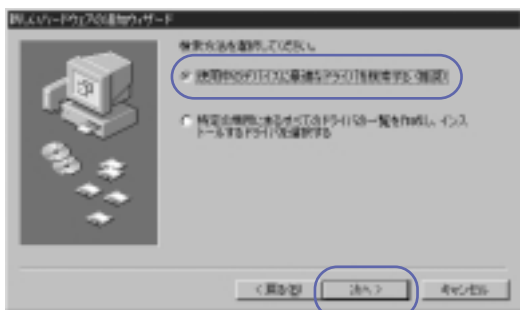 新しいハードウェアの追加ウィザード
検索方法を選択してください。
使用中のデバイスに最適なドライバを検索する (推奨)
特定の場所にあるすべてのドライバの一覧を作成し、インス
トールするドライバを選択する
< 戻る(B)
次へ >
キャンセル